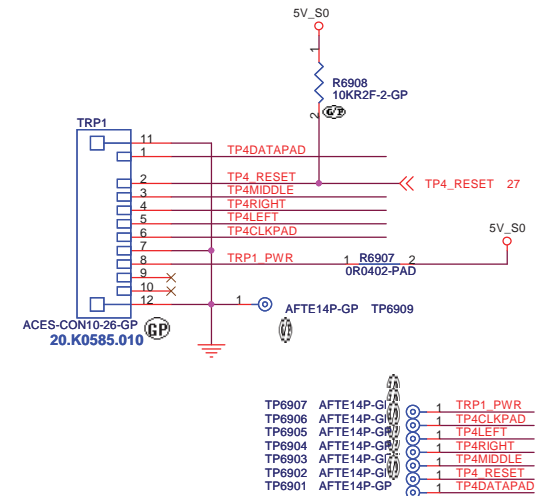 5V_S0
1
R6908
10KR2F-2-GP
2
TRP1
11
1 TP4DATAPAD
2 TP4_RESET
TP4_RESET 27
3 TP4MIDDLE
4 TP4RIGHT
5 TP4LEFT
6 TP4CLKPAD
7
5V_S0
8 TRP1_PWR 1 R6907 2
0R0402-PAD
9
10
12 1 AFTE14P-GP TP6909
ACES-CON10-26-GP GP
20.K0585.010
TP6907 AFTE14P-GP 1 TRP1_PWR
TP6906 AFTE14P-GP 1 TP4CLKPAD
TP6905 AFTE14P-GP 1 TP4LEFT
TP6904 AFTE14P-GP 1 TP4RIGHT
TP6903 AFTE14P-GP 1 TP4MIDDLE
TP6902 AFTE14P-GP 1 TP4_RESET
TP6901 AFTE14P-GP 1 TP4DATAPAD